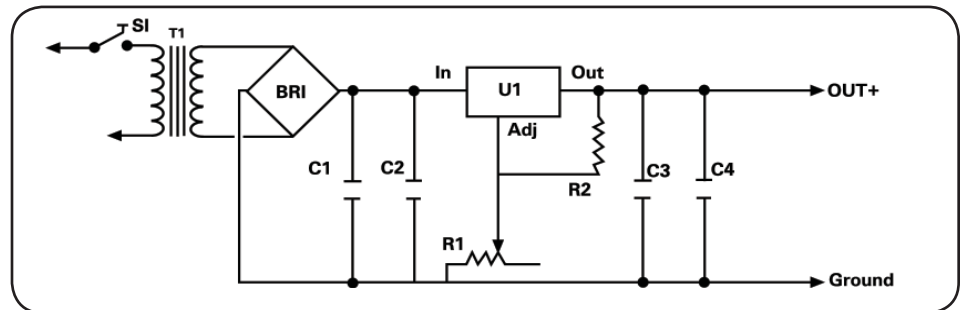 SI
T1
BRI
In
U1
Out
OUT+
Adj
C1
C2
R2
C3
C4
R1
Ground